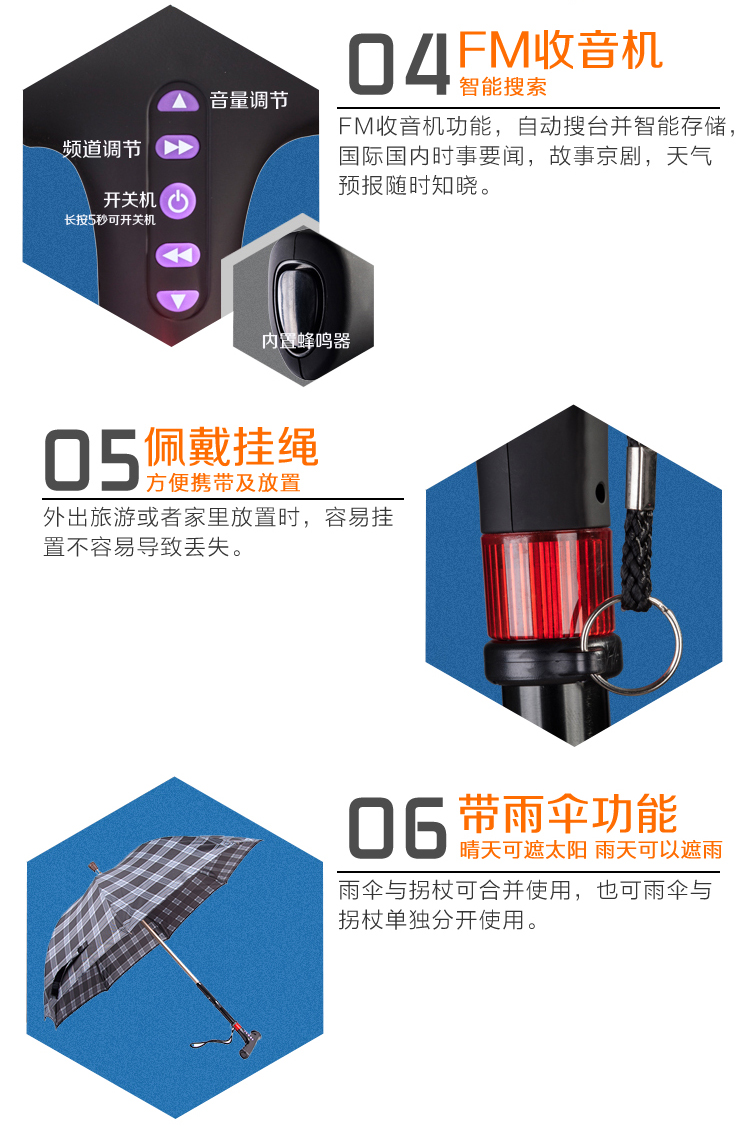 04
FM收音机
智能搜索
FM收音机功能，自动搜台并智能存储，
国际国内时事要闻，故事京剧，天气
预报随时知晓。
音量调节
频道调节
开关机
长按5秒可开关机
内置蜂鸣器
05
佩戴挂绳
方便携带及放置
外出旅游或者家里放置时，容易挂
置不容易导致丢失。
06
带雨伞功能
晴天可遮太阳 雨天可以遮雨
雨伞与拐杖可合并使用，也可雨伞与
拐杖单独分开使用。